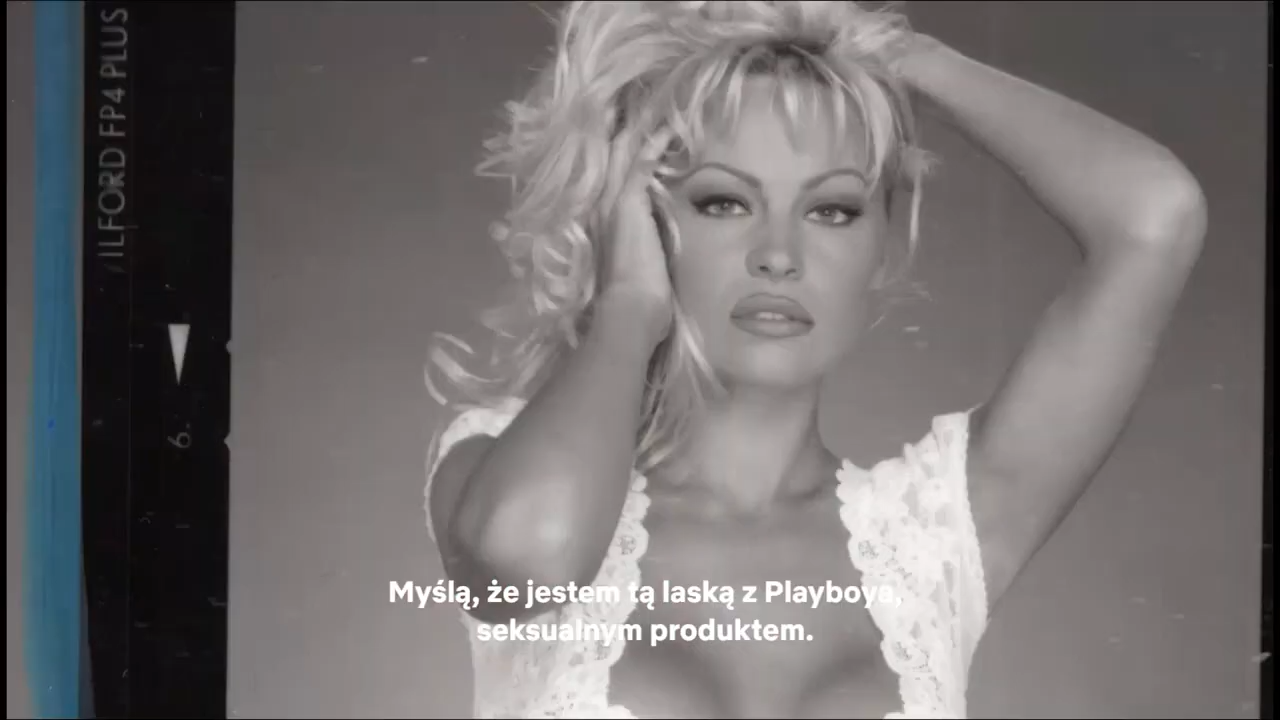 ILFORD FP4 PLUS
6.
Myślą, że jestem tą laską z Playboya,
seksualnym produktem.